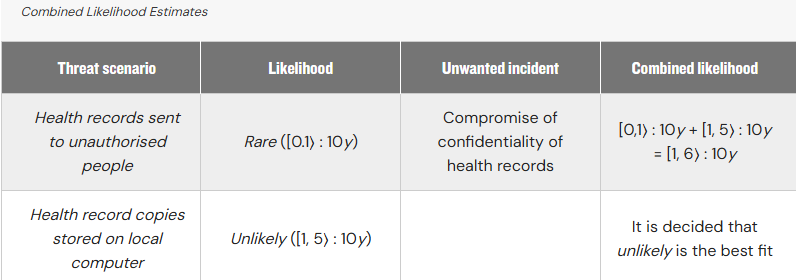 Combined Likelihood Estimates
Threat scenario
Likelihood
Unwanted incident
Combined likelihood
Health records sent
to unauthorised
people
Rare ([0.1⟩ : 10y)
Compromise of
confidentiality of
health records
[0,1⟩ : 10y + [1, 5⟩ : 10y
= [1, 6⟩ : 10y
Health record copies
stored on local
computer
Unlikely ([1, 5⟩ : 10y)
It is decided that
unlikely is the best fit